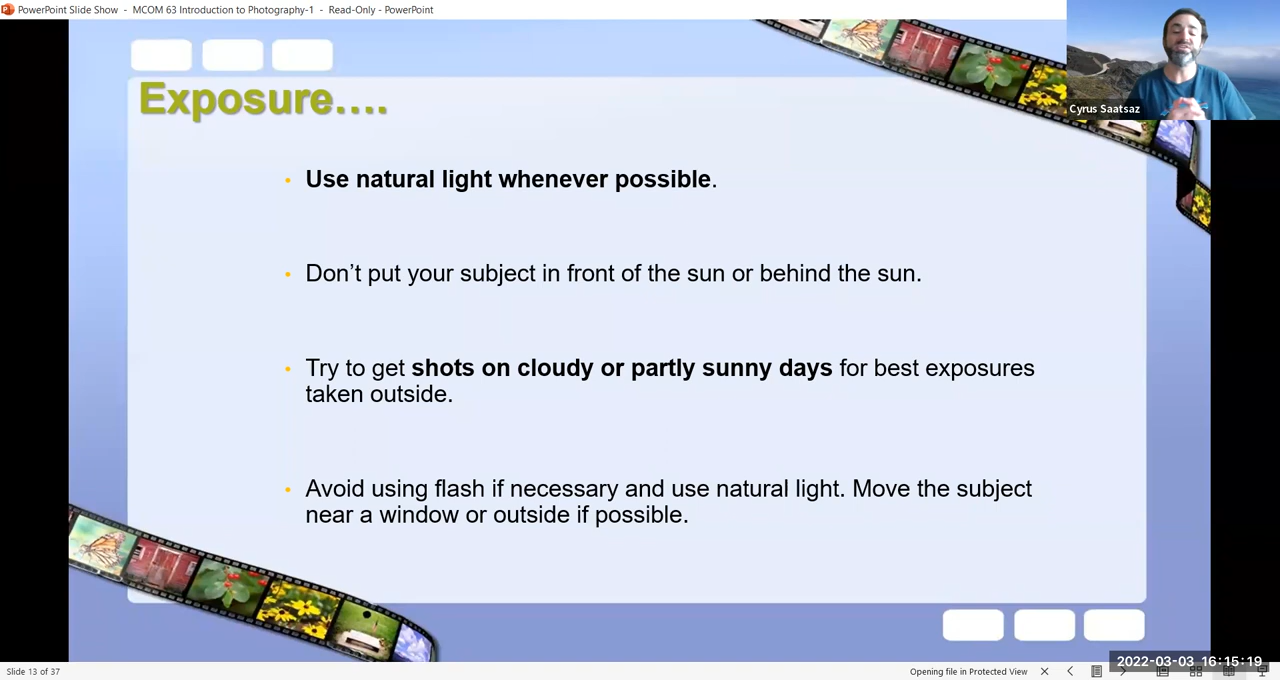 PowerPoint Slide Show - MCOM 63 Introduction to Photography-1 - Read-Only - PowerPoint
Cyrus Saatsaz
Exposure....
• Use natural light whenever possible.
• Don’t put your subject in front of the sun or behind the sun.
• Try to get shots on cloudy or partly sunny days for best exposures
taken outside.
• Avoid using flash if necessary and use natural light. Move the subject
near a window or outside if possible.
Slide 13 of 37
Opening file in Protected View
2022-03-03 16:15:19